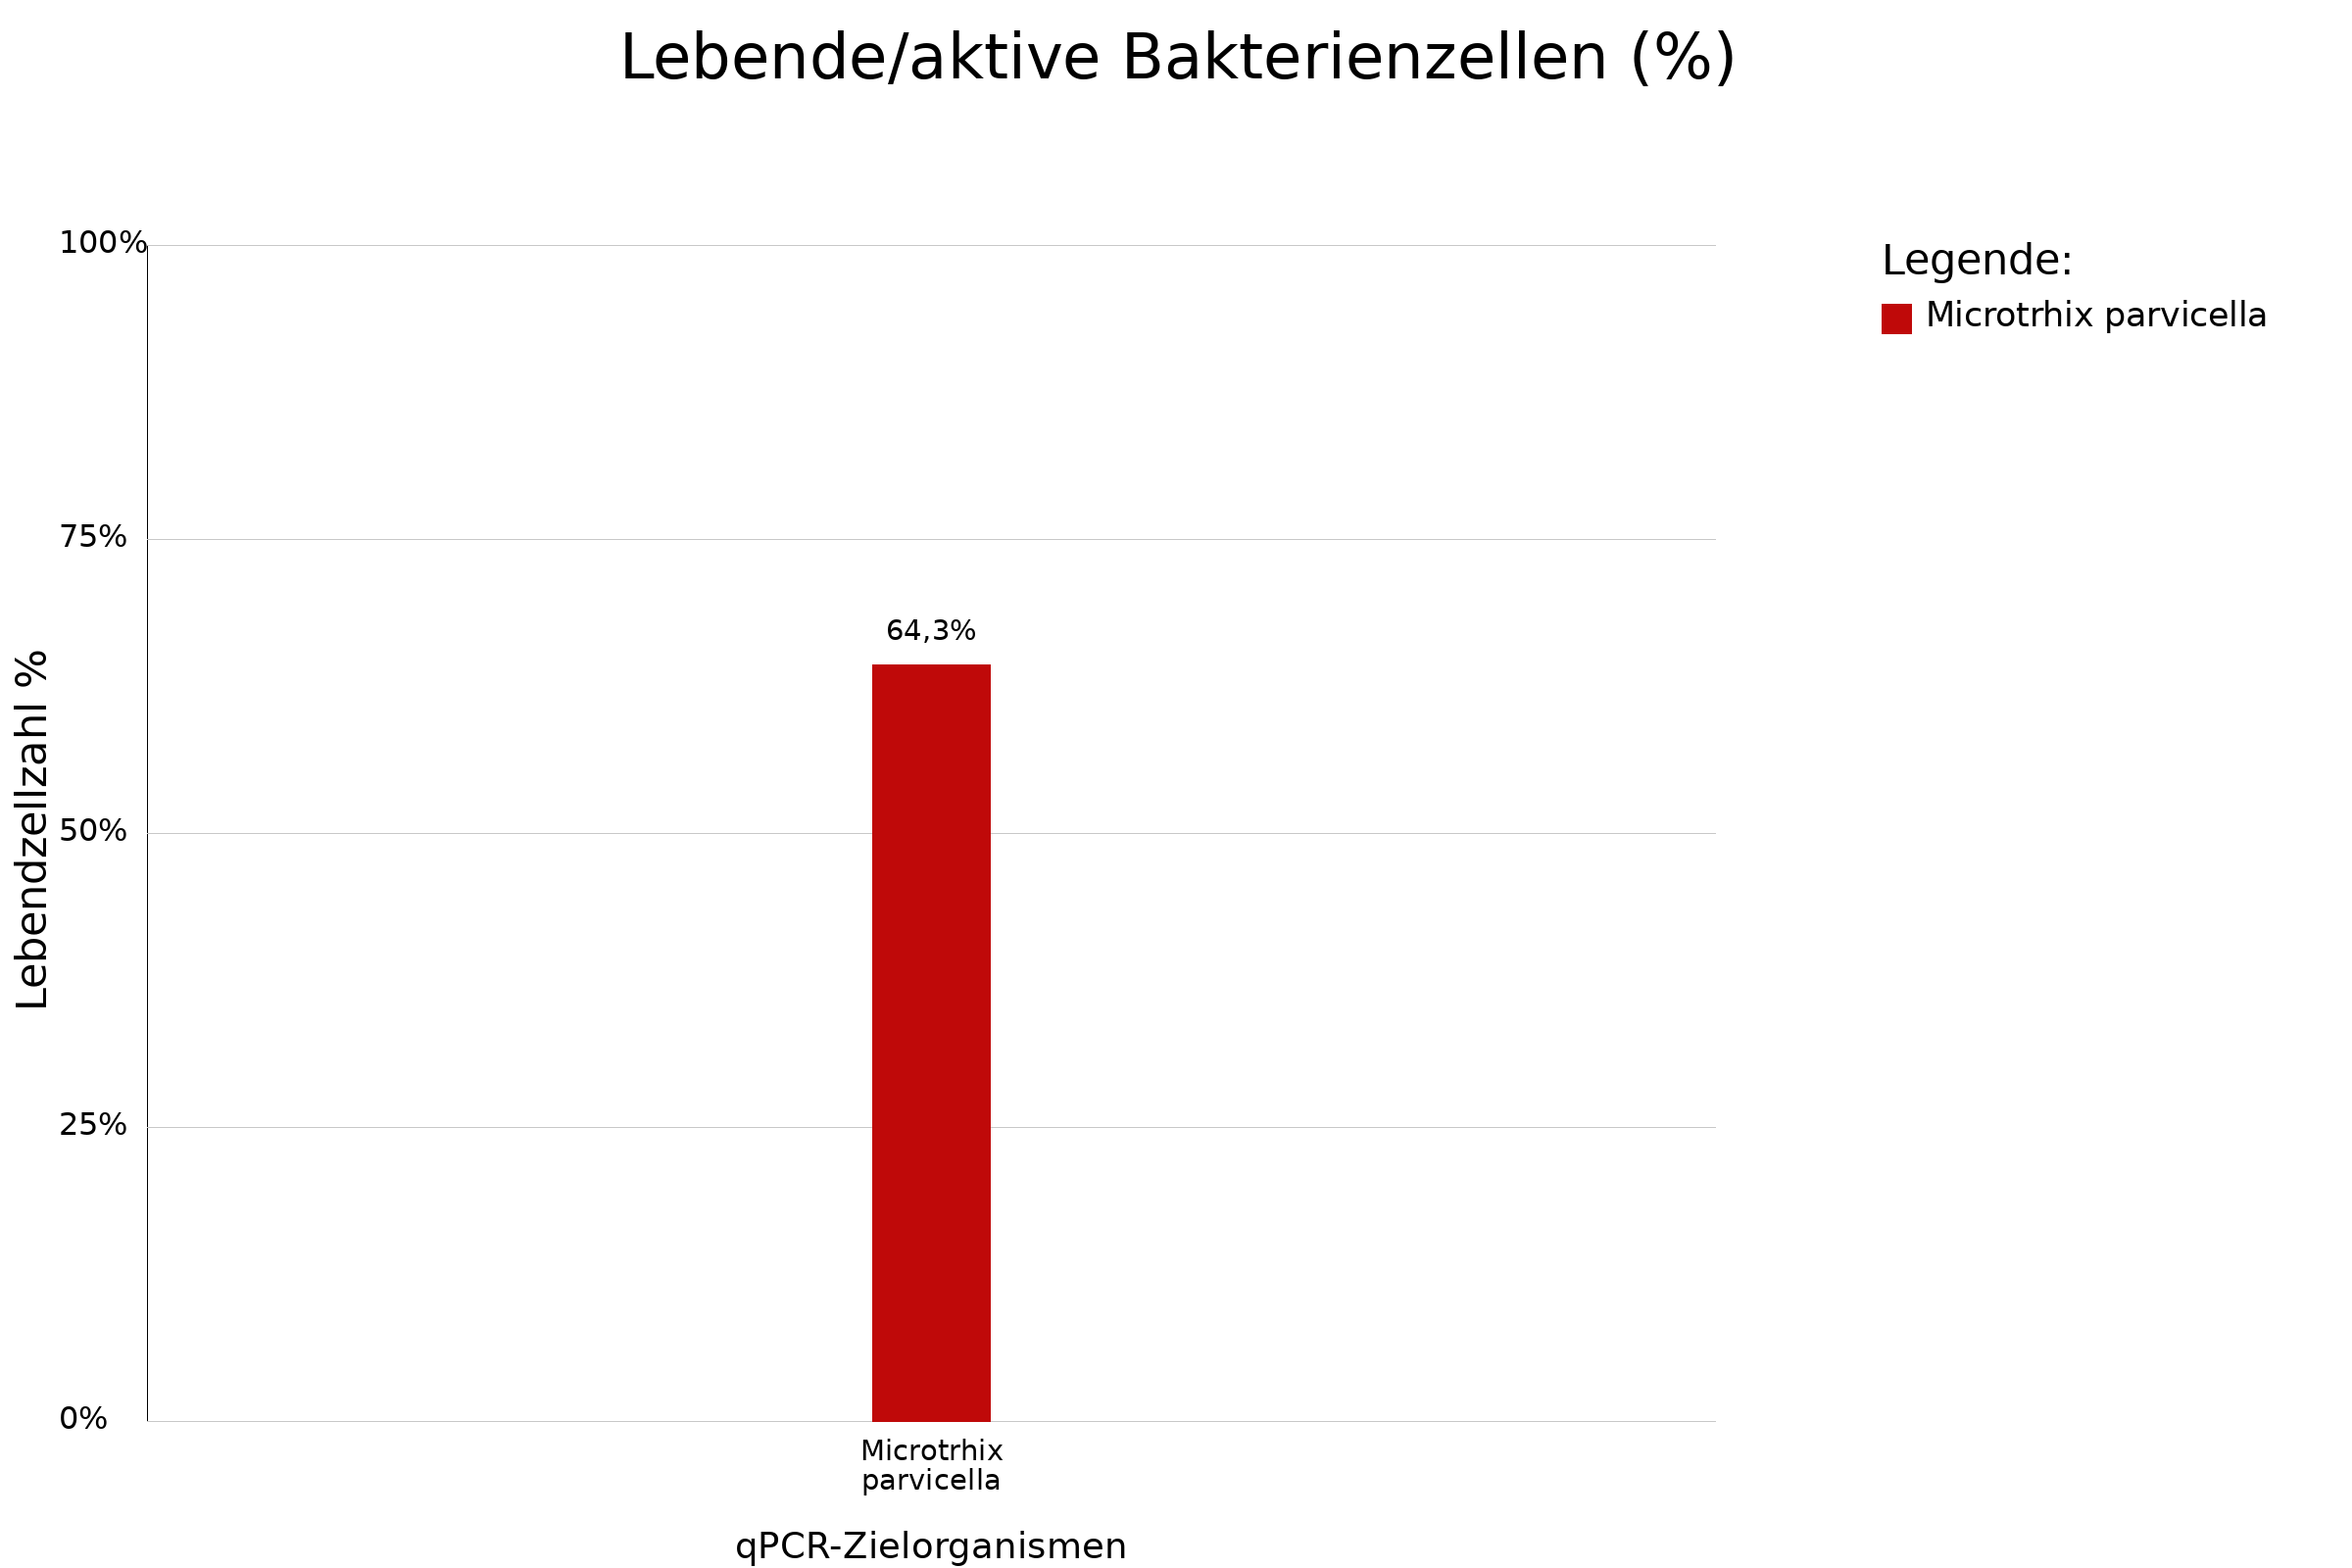 Lebende/aktive Bakterienzellen (%)
100%
75%
50%
25%
0%
Lebendzellzahl %
64,3%
Microtrhix
parvicella
qPCR-Zielorganismen
Legende:
Microtrhix parvicella